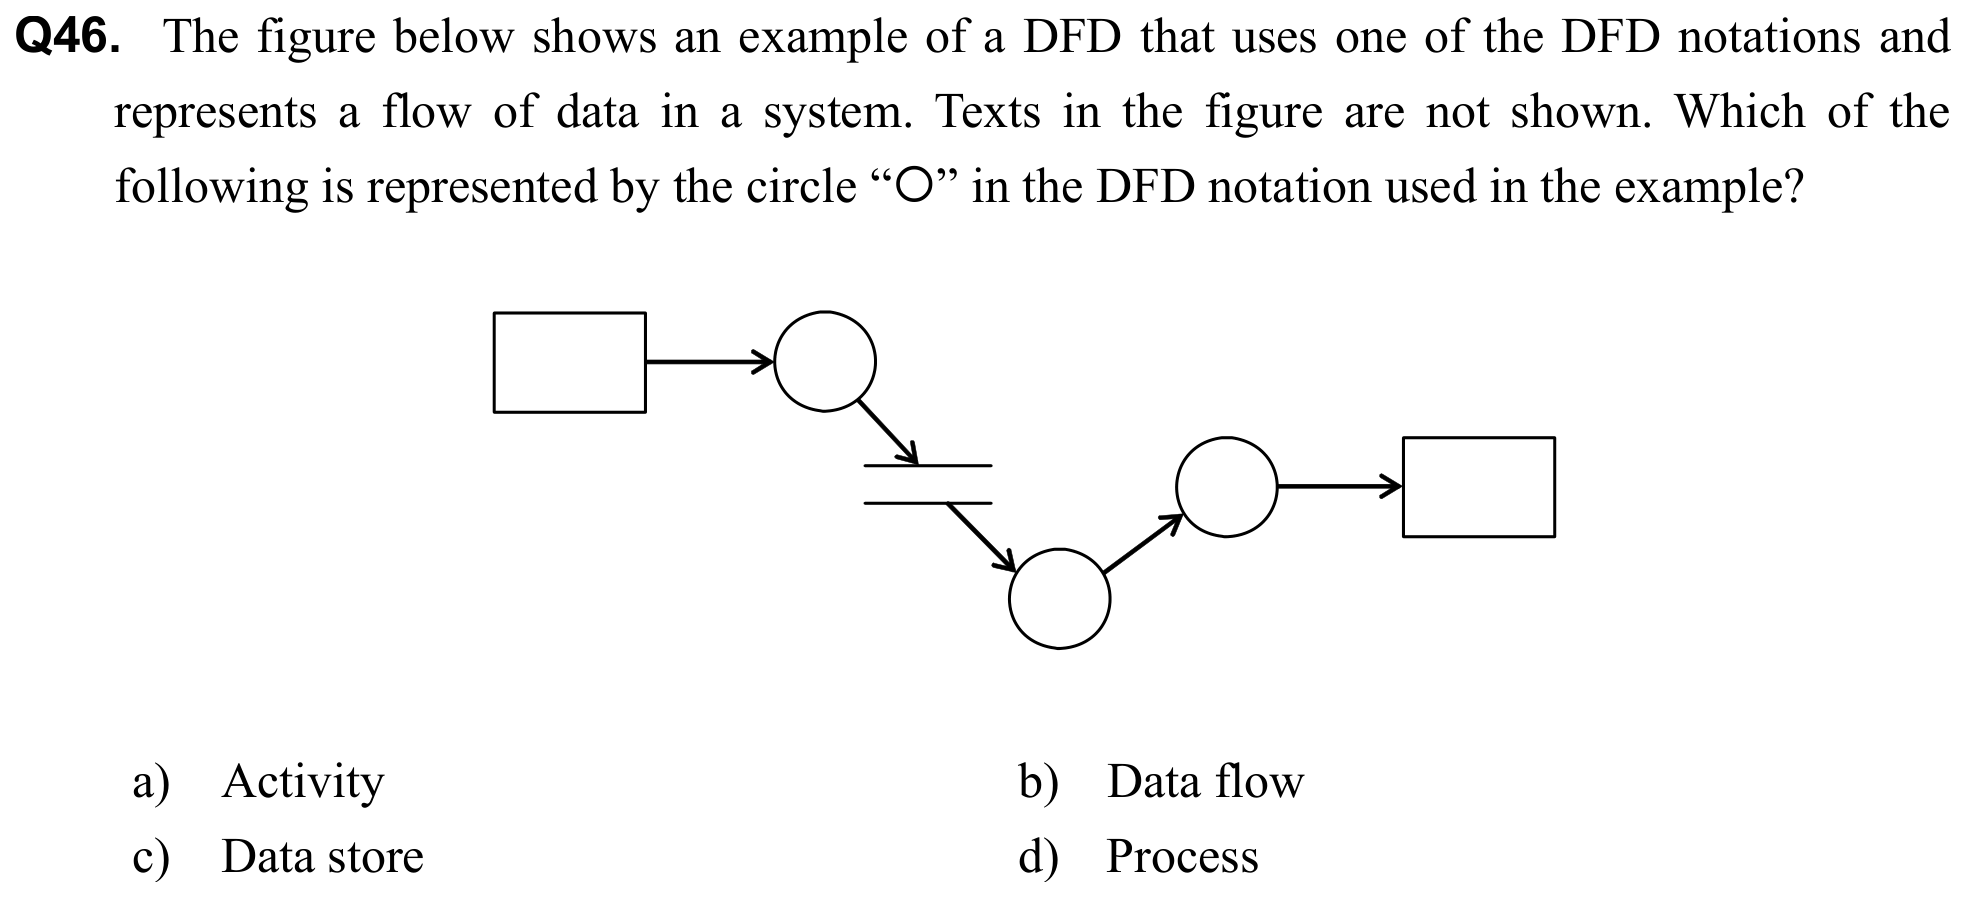 Q46. The figure below shows an example of a DFD that uses one of the DFD notations and
represents a flow of data in a system. Texts in the figure are not shown. Which of the
following is represented by the circle “○” in the DFD notation used in the example?
a) Activity b) Data flow
c) Data store d) Process